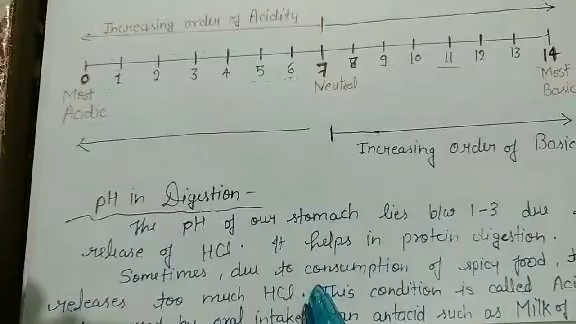 Increasing order of Acidity
0 1 2 3 4 5 6 7 8 9 10 11 12 13 14
Most Acidic
Neutral
Most Basic
Increasing order of Basic
pH in Digestion -
The pH of our stomach lies b/w 1-3 due
release of HCl. It helps in protein digestion.
Sometimes, due to consumption of spicy food,
releases too much HCl. This condition is called
by oral intake an antacid such as Milk of